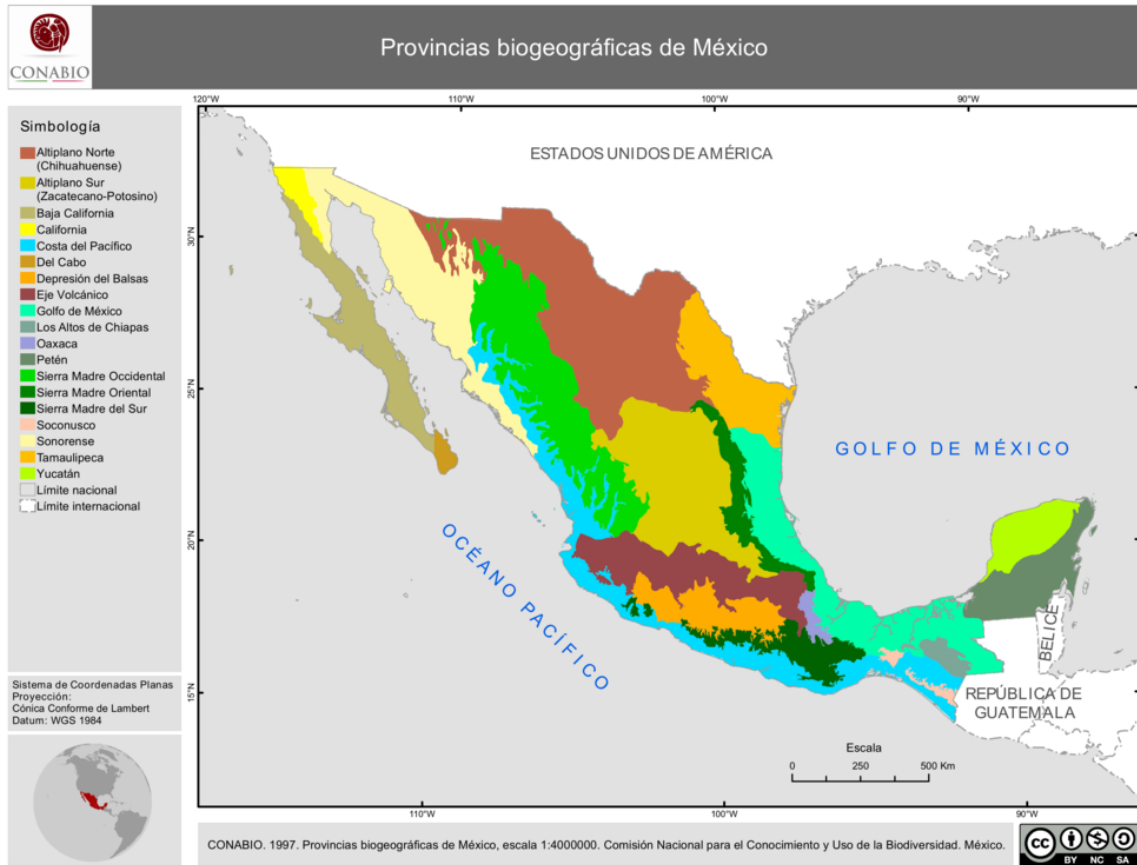 CONABIO
Provincias biogeográficas de México
Simbología
Altiplano Norte
(Chihuahuense)
Altiplano Sur
(Zacatecano-Potosino)
Baja California
California
Costa del Pacífico
Del Cabo
Depresión del Balsas
Eje Volcánico
Golfo de México
Los Altos de Chiapas
Oaxaca
Petén
Sierra Madre Occidental
Sierra Madre Oriental
Sierra Madre del Sur
Soconusco
Sonorense
Tamaulipeca
Yucatán
Límite nacional
Límite internacional
Sistema de Coordenadas Planas
Proyección:
Cónica Conforme de Lambert
Datum: WGS 1984
120°W
110°W
100°W
90°W
30°N
25°N
20°N
15°N
ESTADOS UNIDOS DE AMÉRICA
GOLFO DE MÉXICO
OCÉANO PACÍFICO
BELICE
REPÚBLICA DE
GUATEMALA
Escala
0 250 500 Km
110°W
100°W
90°W
CONABIO. 1997. Provincias biogeográficas de México, escala 1:4000000. Comisión Nacional para el Conocimiento y Uso de la Biodiversidad. México.
cc
BY NC SA